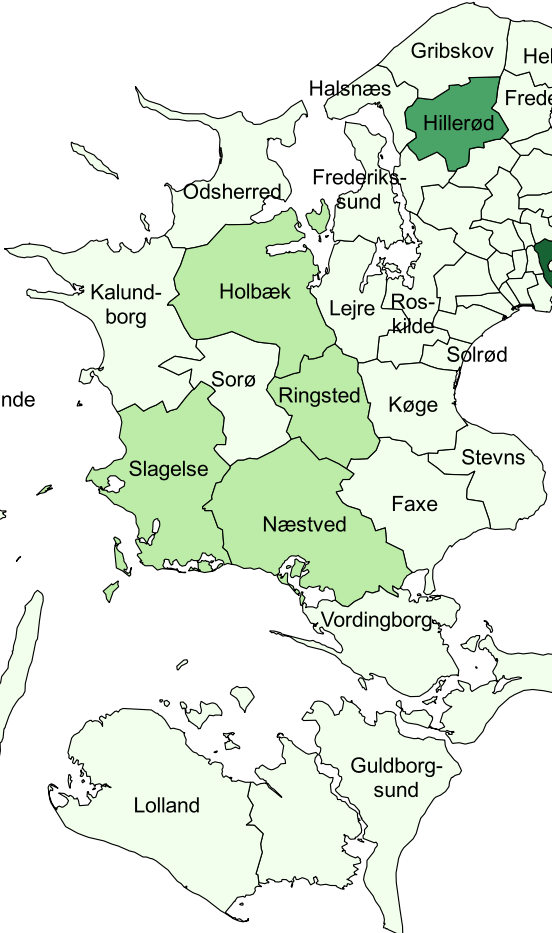 Gribskov
Hel
Halsnæs
Frede
Hillerød
Frederiks-
sund
Odsherred
Kalund-
borg
Holbæk
Lejre
Ros-
kilde
Solrød
Sorø
Ringsted
Køge
nde
Slagelse
Stevns
Næstved
Faxe
Vordingborg
Guldborg-
sund
Lolland